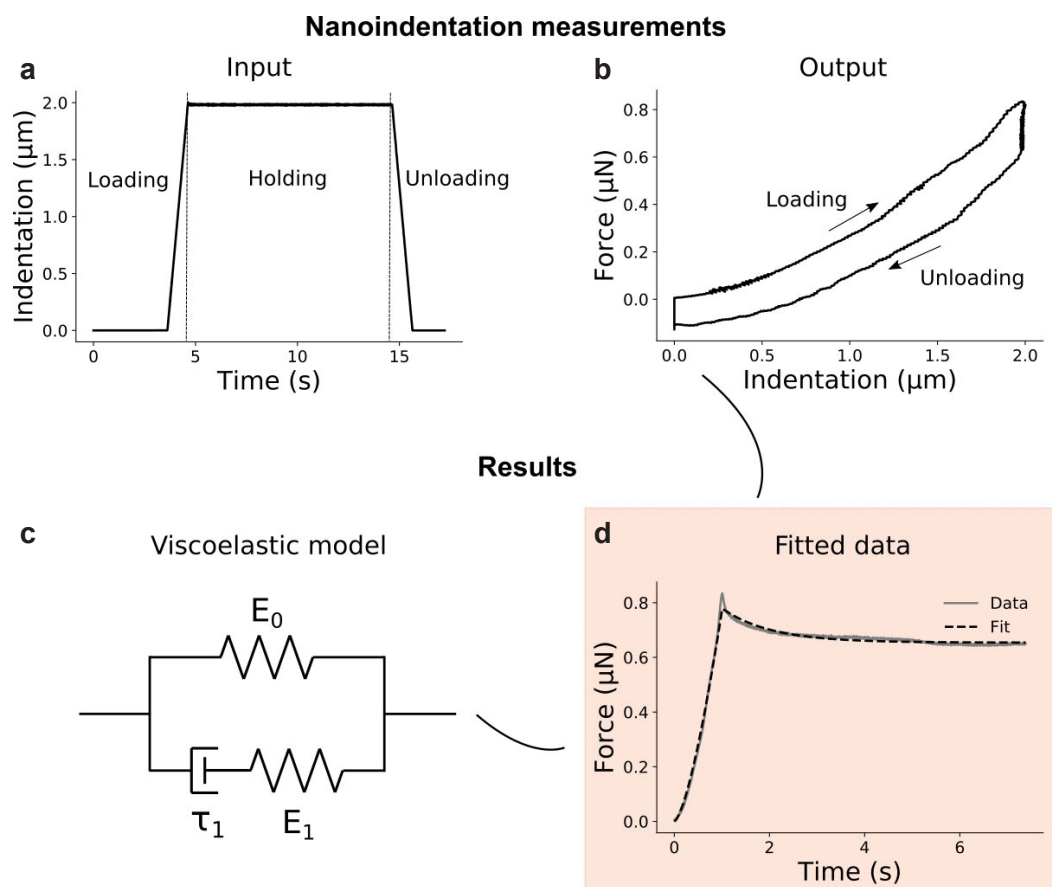 Nanoindentation measurements
a
Input
Indentation (μm)
2.0
1.5
1.0
0.5
0.0
Loading
Holding
Unloading
0
5
10
15
Time (s)
b
Output
Force (μN)
0.8
0.6
0.4
0.2
0.0
Loading
Unloading
0.0
0.5
1.0
1.5
2.0
Indentation (μm)
Results
c
Viscoelastic model
E₀
τ₁
E₁
d
Fitted data
Force (μN)
0.8
0.6
0.4
0.2
0.0
Data
Fit
0
2
4
6
Time (s)